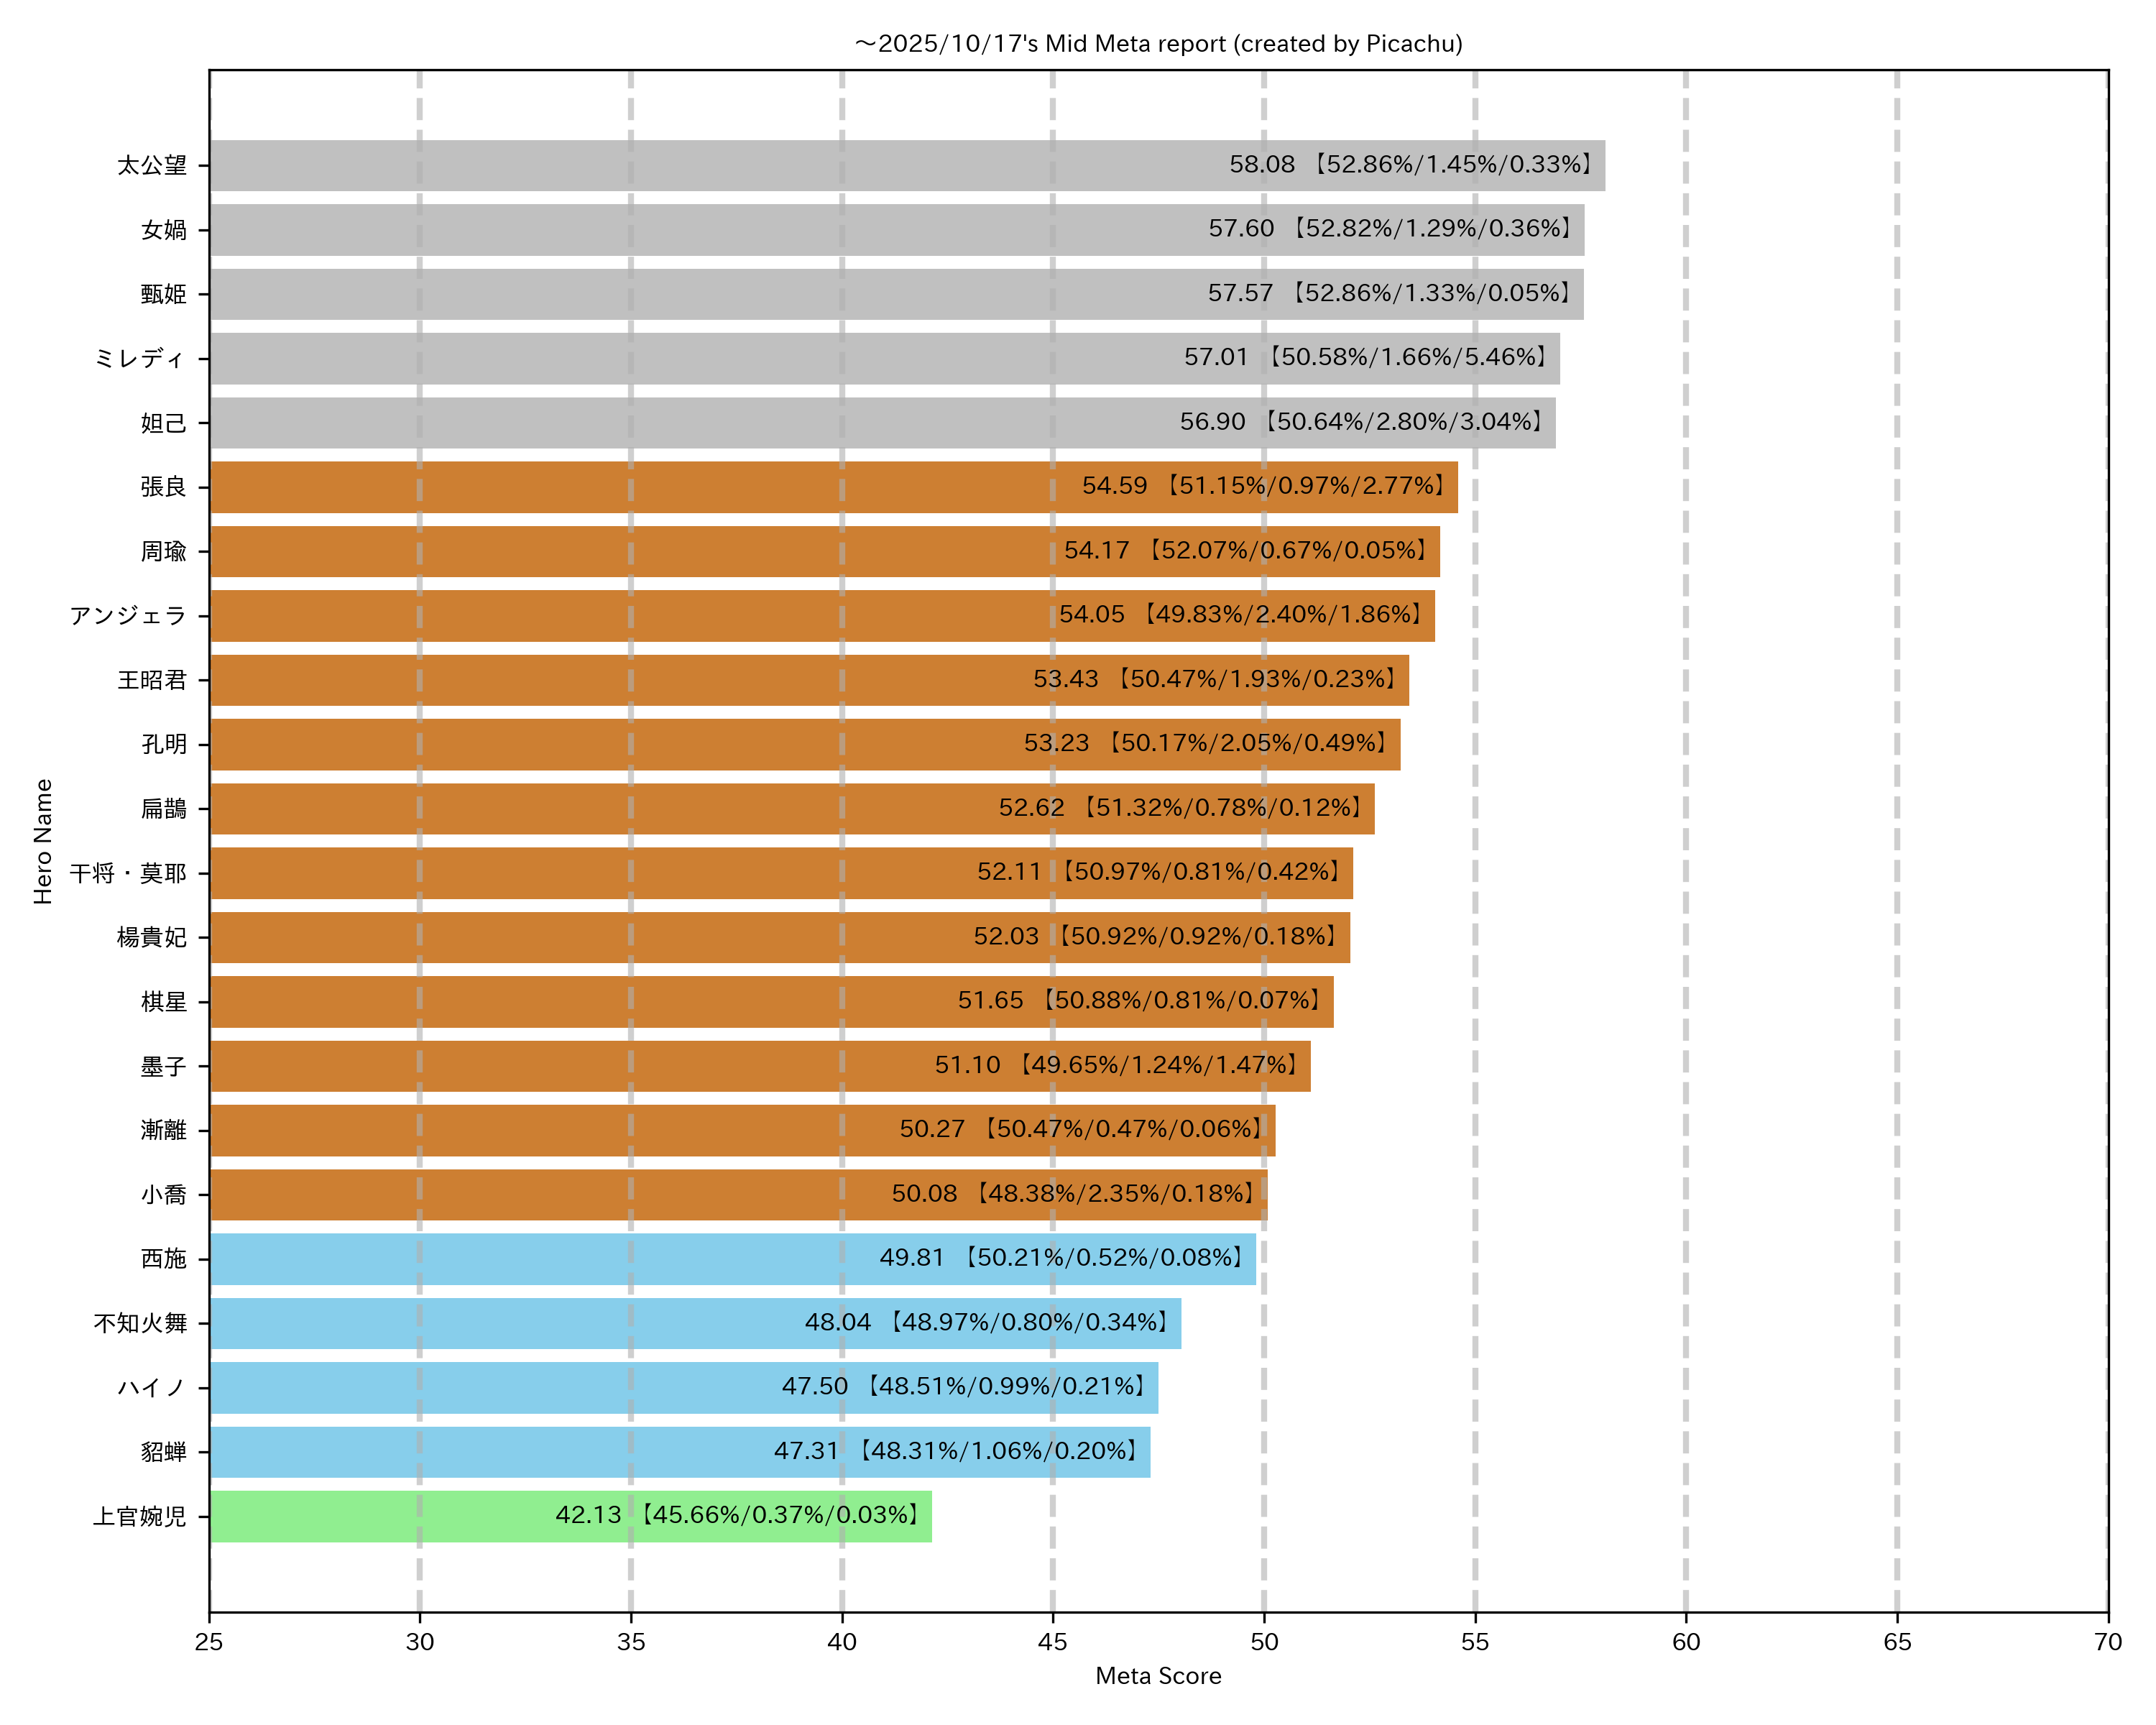 ～2025/10/17's Mid Meta report (created by Picachu)
太公望 58.08 【52.86%/1.45%/0.33%】
女媧 57.60 【52.82%/1.29%/0.36%】
甄姫 57.57 【52.86%/1.33%/0.05%】
ミレディ 57.01 【50.58%/1.66%/5.46%】
妲己 56.90 【50.64%/2.80%/3.04%】
張良 54.59 【51.15%/0.97%/2.77%】
周瑜 54.17 【52.07%/0.67%/0.05%】
アンジェラ 54.05 【49.83%/2.40%/1.86%】
王昭君 53.43 【50.47%/1.93%/0.23%】
孔明 53.23 【50.17%/2.05%/0.49%】
扁鵲 52.62 【51.32%/0.78%/0.12%】
干将・莫耶 52.11 【50.97%/0.81%/0.42%】
楊貴妃 52.03 【50.92%/0.92%/0.18%】
棋星 51.65 【50.88%/0.81%/0.07%】
墨子 51.10 【49.65%/1.24%/1.47%】
漸離 50.27 【50.47%/0.47%/0.06%】
小喬 50.08 【48.38%/2.35%/0.18%】
西施 49.81 【50.21%/0.52%/0.08%】
不知火舞 48.04 【48.97%/0.80%/0.34%】
ハイノ 47.50 【48.51%/0.99%/0.21%】
貂蝉 47.31 【48.31%/1.06%/0.20%】
上官婉児 42.13 【45.66%/0.37%/0.03%】
Hero Name
25 30 35 40 45 50 55 60 65 70
Meta Score